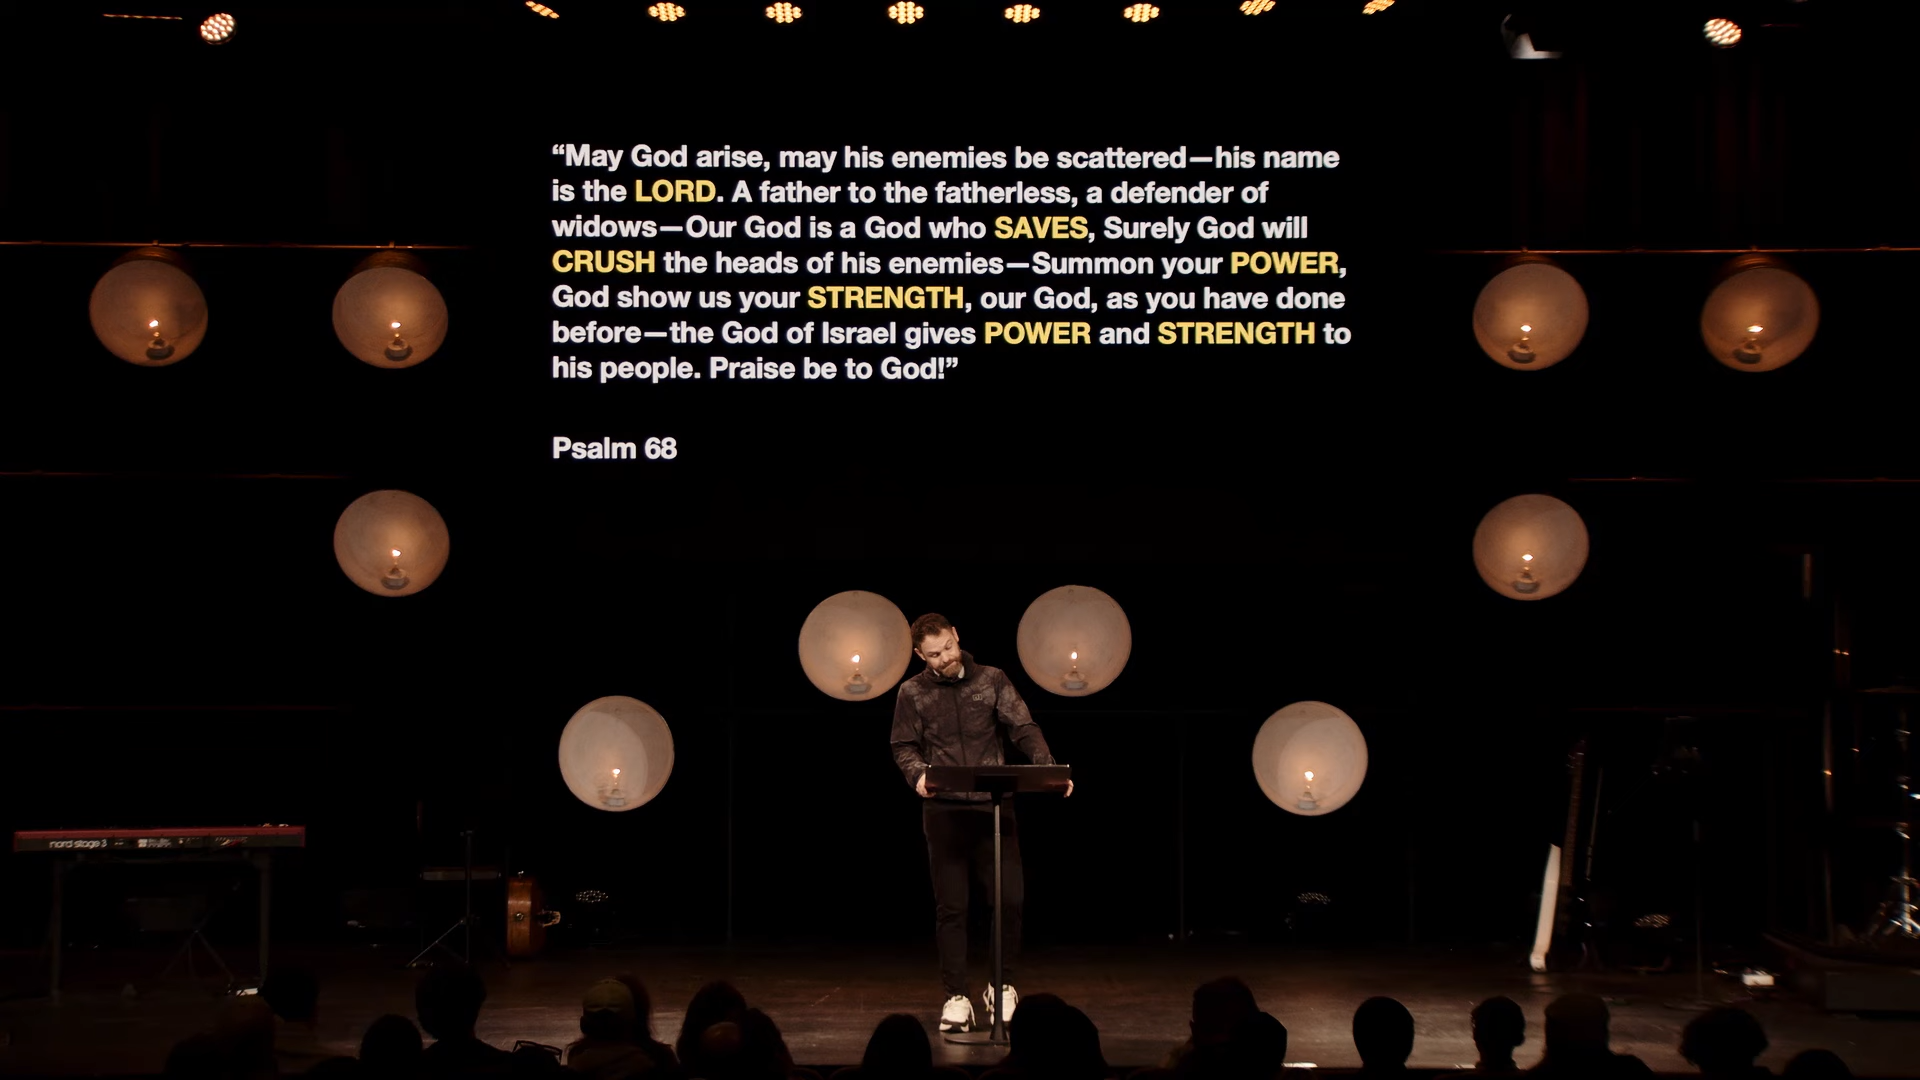 “May God arise, may his enemies be scattered—his name
is the LORD. A father to the fatherless, a defender of
widows—Our God is a God who SAVES, Surely God will
CRUSH the heads of his enemies—Summon your POWER,
God show us your STRENGTH, our God, as you have done
before—the God of Israel gives POWER and STRENGTH to
his people. Praise be to God!”
Psalm 68
nord stage 3